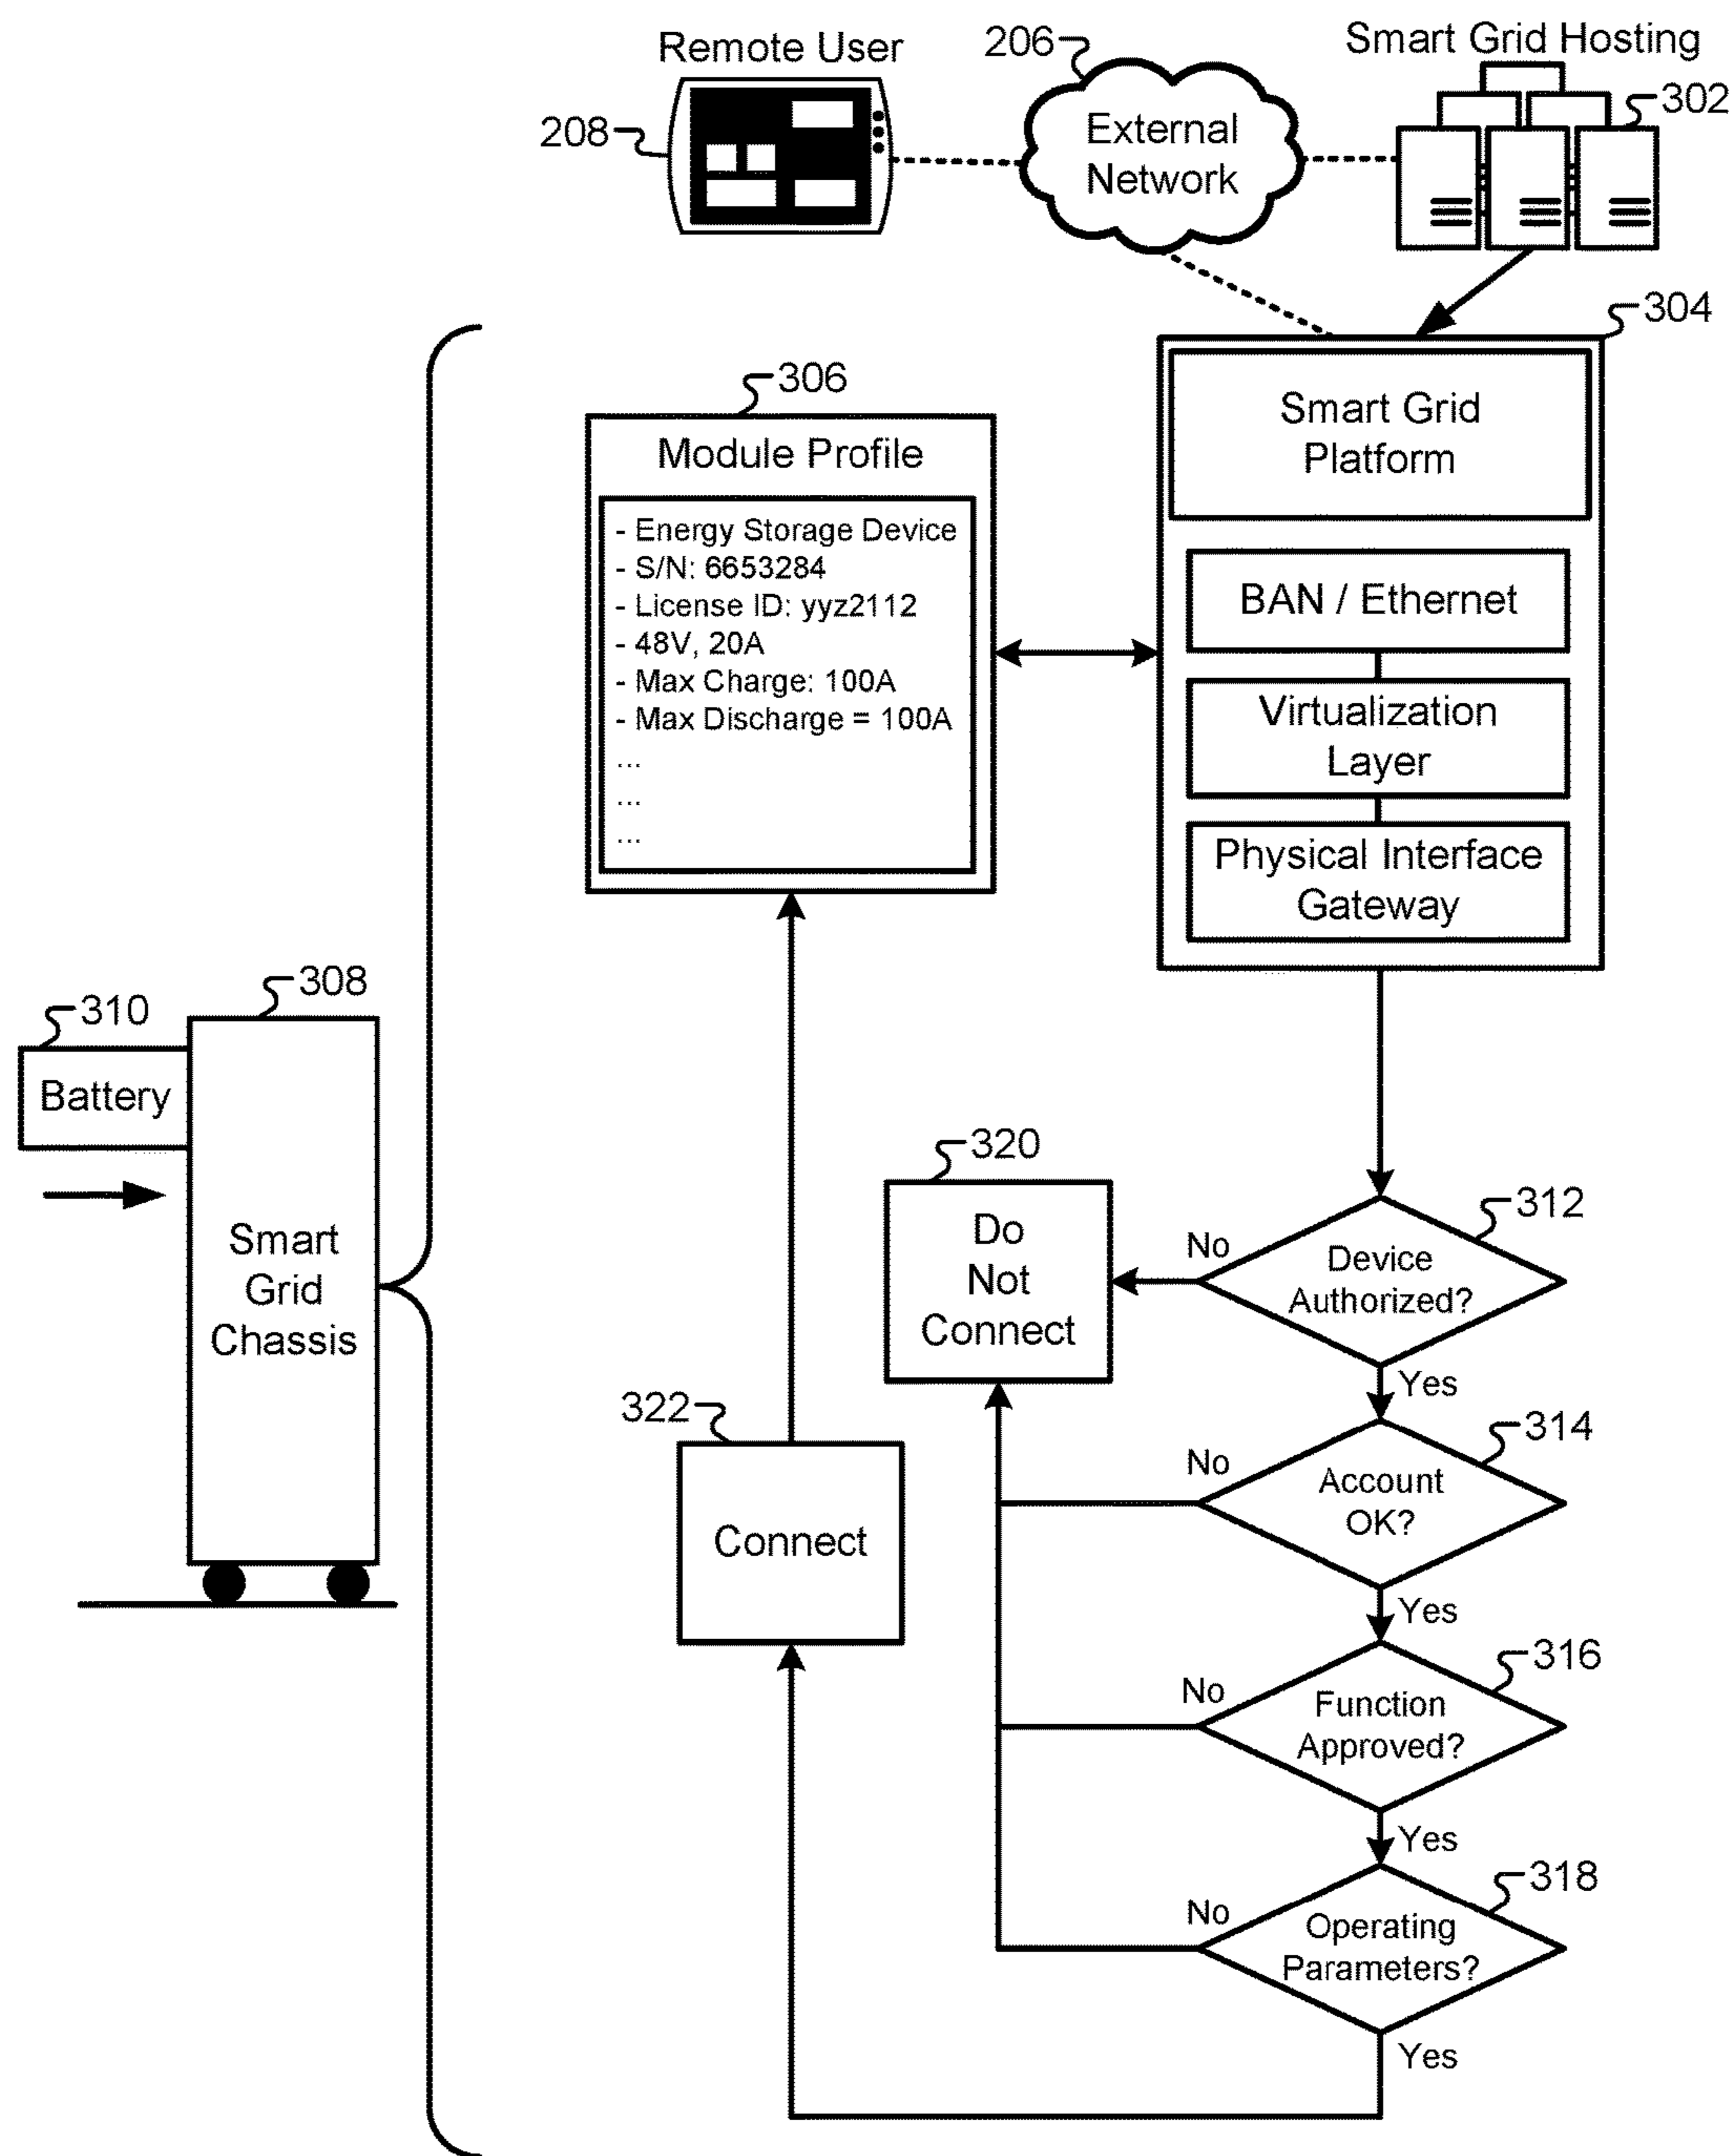 Remote User
208
206
External
Network
Smart Grid Hosting
302
304
Smart Grid
Platform
BAN / Ethernet
Virtualization
Layer
Physical Interface
Gateway
306
Module Profile
- Energy Storage Device
- S/N: 6653284
- License ID: yyz2112
- 48V, 20A
- Max Charge: 100A
- Max Discharge = 100A
...
...
...
310
Battery
308
Smart
Grid
Chassis
320
Do
Not
Connect
312
No
Device
Authorized?
Yes
322
Connect
314
No
Account
OK?
Yes
316
No
Function
Approved?
Yes
318
No
Operating
Parameters?
Yes